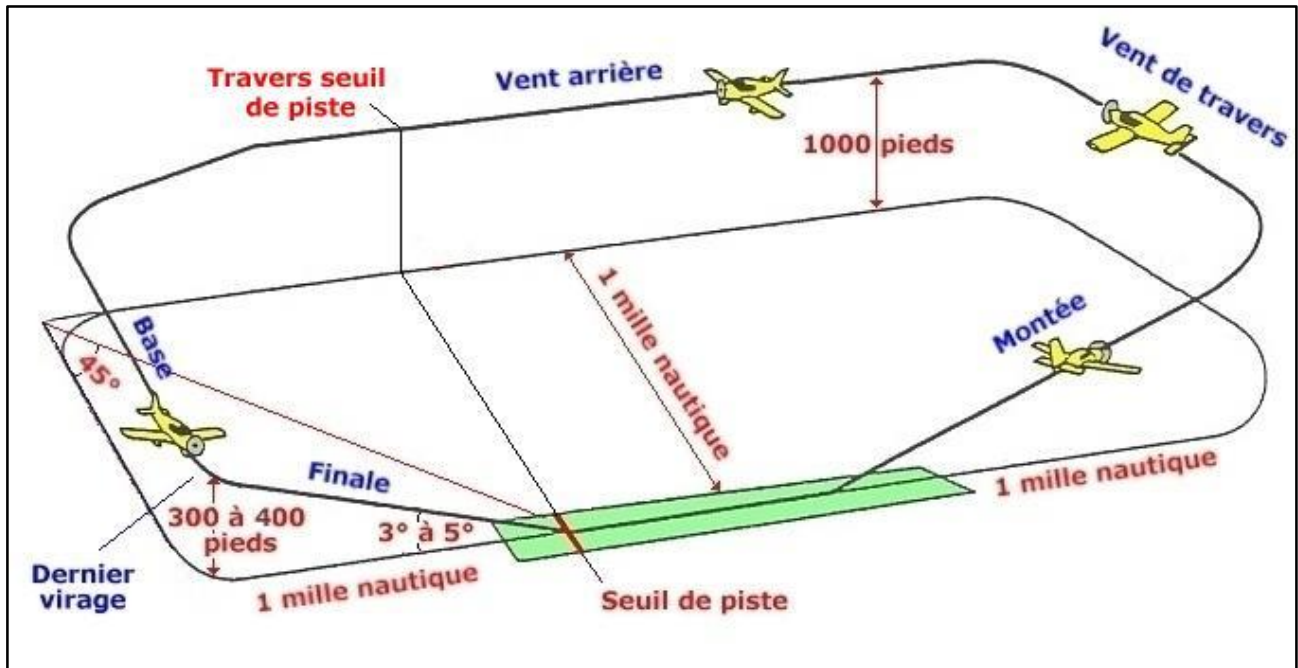 Travers seuil
de piste
Vent arrière
Vent de travers
1000 pieds
1 mille nautique
Montée
Base
45°
Finale
300 à 400
pieds
3° à 5°
1 mille nautique
Dernier
virage
1 mille nautique
Seuil de piste